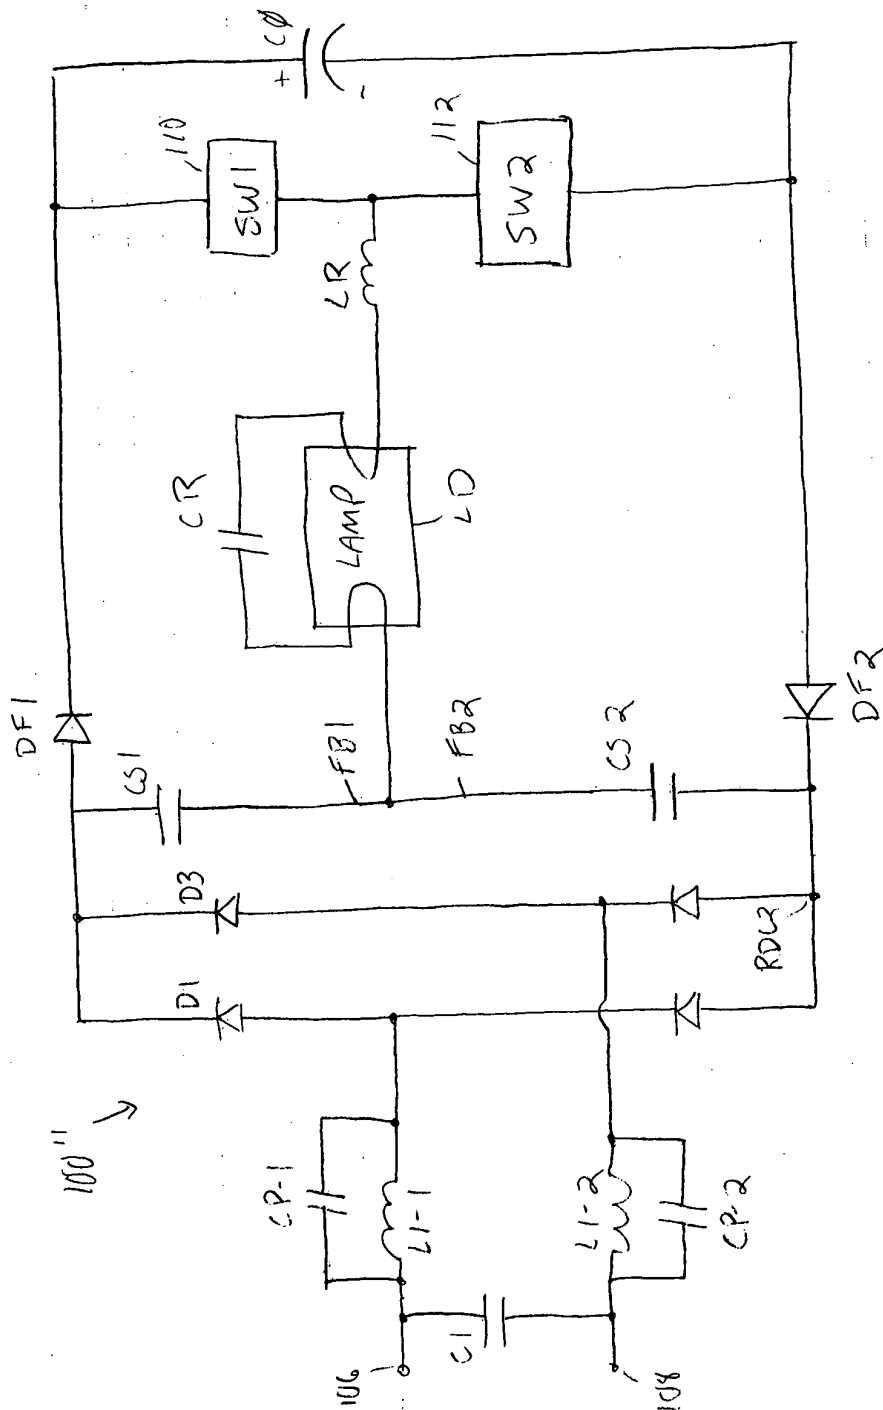 100"
106
108
C1
CP-1
L1-1
L1-2
CP-2
D1
D3
RDL2
CS1
FB1
FB2
CS2
DF1
DF2
CR
LAMP
LD
LR
110
SW1
112
SW2
+
CØ
-